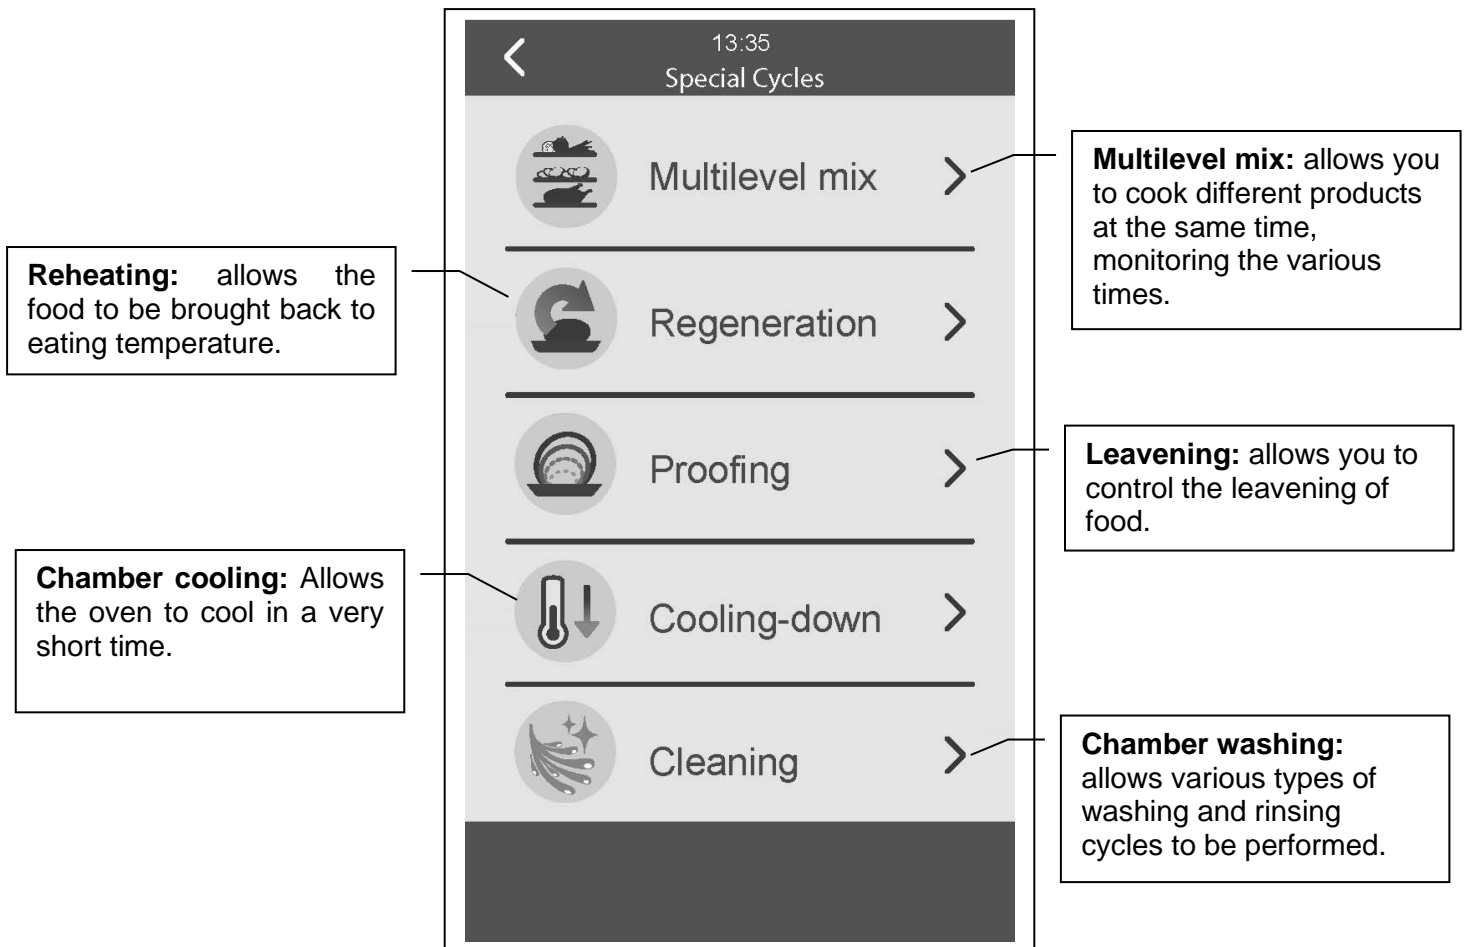 13:35
Special Cycles
Multilevel mix
Regeneration
Proofing
Cooling-down
Cleaning
Reheating: allows the
food to be brought back to
eating temperature.
Chamber cooling: Allows
the oven to cool in a very
short time.
Multilevel mix: allows you
to cook different products
at the same time,
monitoring the various
times.
Leavening: allows you to
control the leavening of
food.
Chamber washing:
allows various types of
washing and rinsing
cycles to be performed.